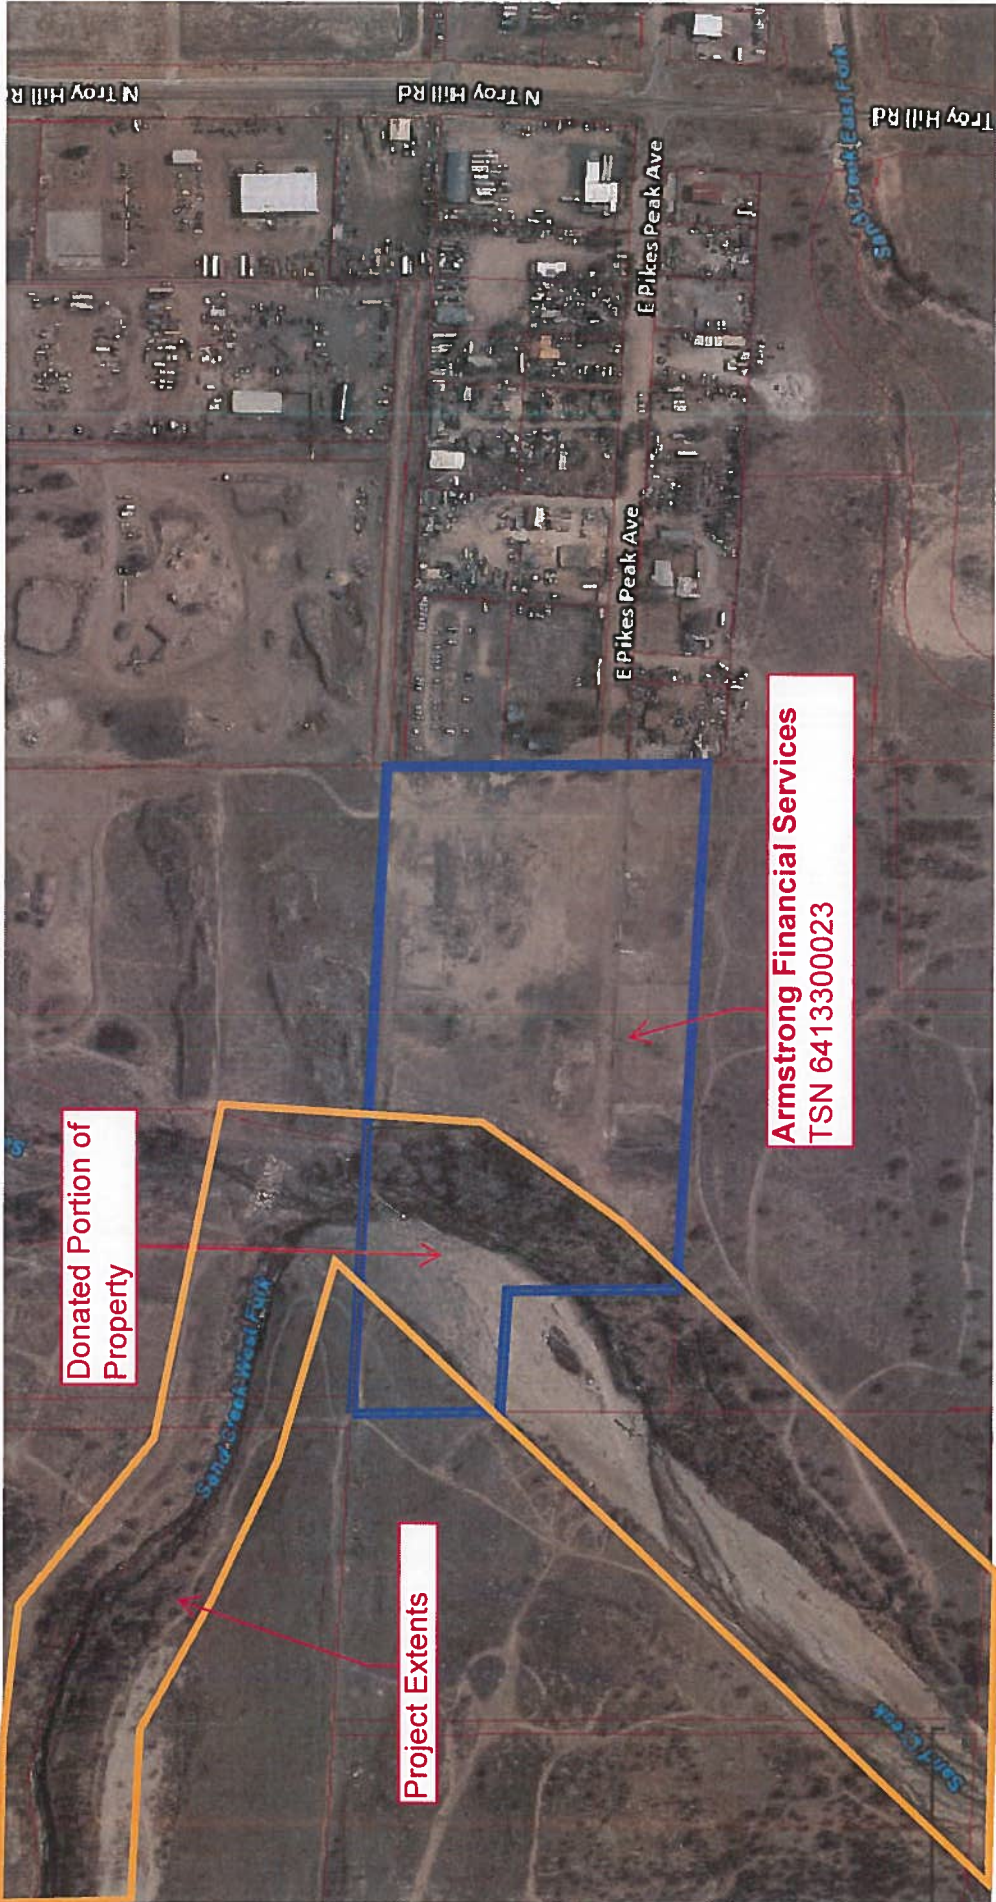 Donated Portion of
Property
Project Extents
Armstrong Financial Services
TSN 6413300023
N Troy Hill Rd
N Troy Hill Rd
Troy Hill Rd
E Pikes Peak Ave
E Pikes Peak Ave
Sand Creek West Fork
Sand Creek East Fork
Sand Creek